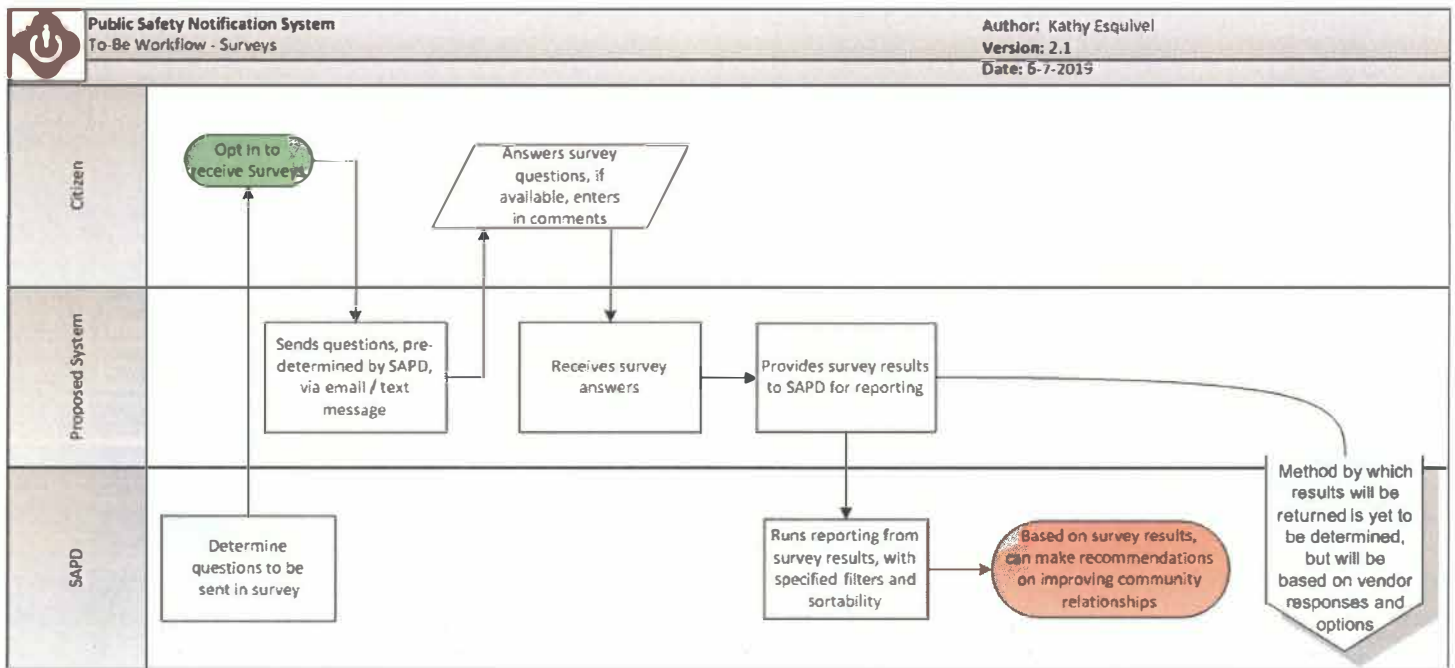 Public Safety Notification System
To-Be Workflow - Surveys
Author: Kathy Esquivel
Version: 2.1
Date: 6-7-2019
Citizen
Opt in to
receive Surveys
Answers survey
questions, if
available, enters
in comments
Proposed System
Sends questions, pre-
determined by SAPD,
via email / text
message
Receives survey
answers
Provides survey results
to SAPD for reporting
SAPD
Determine
questions to be
sent in survey
Runs reporting from
survey results, with
specified filters and
sortability
Based on survey results,
can make recommendations
on improving community
relationships
Method by which
results will be
returned is yet to
be determined,
but will be
based on vendor
responses and
options